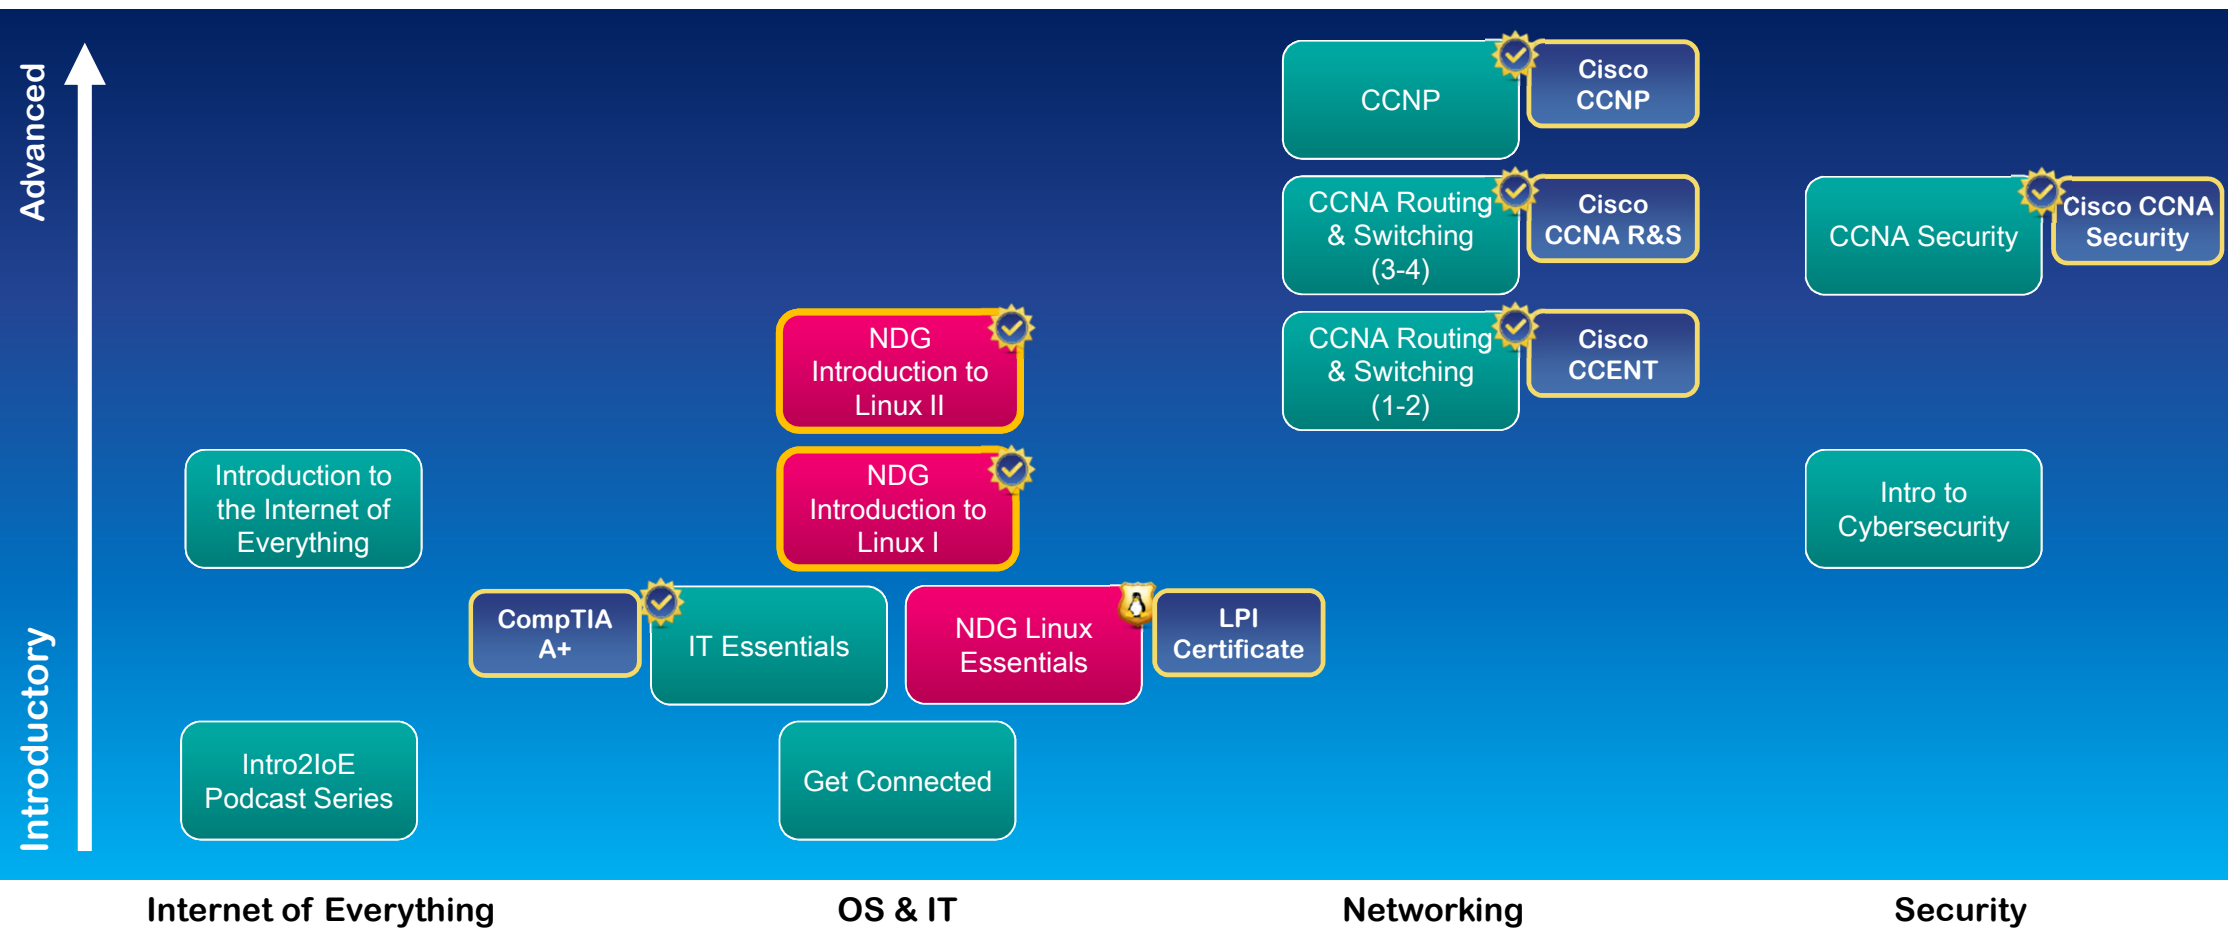 Advanced
Introductory
CCNP
Cisco
CCNP
CCNA Routing
& Switching
(3-4)
Cisco
CCNA R&S
CCNA Security
Cisco CCNA
Security
NDG
Introduction to
Linux II
CCNA Routing
& Switching
(1-2)
Cisco
CCENT
Introduction to
the Internet of
Everything
NDG
Introduction to
Linux I
Intro to
Cybersecurity
CompTIA
A+
IT Essentials
NDG Linux
Essentials
LPI
Certificate
Intro2IoE
Podcast Series
Get Connected
Internet of Everything
OS & IT
Networking
Security